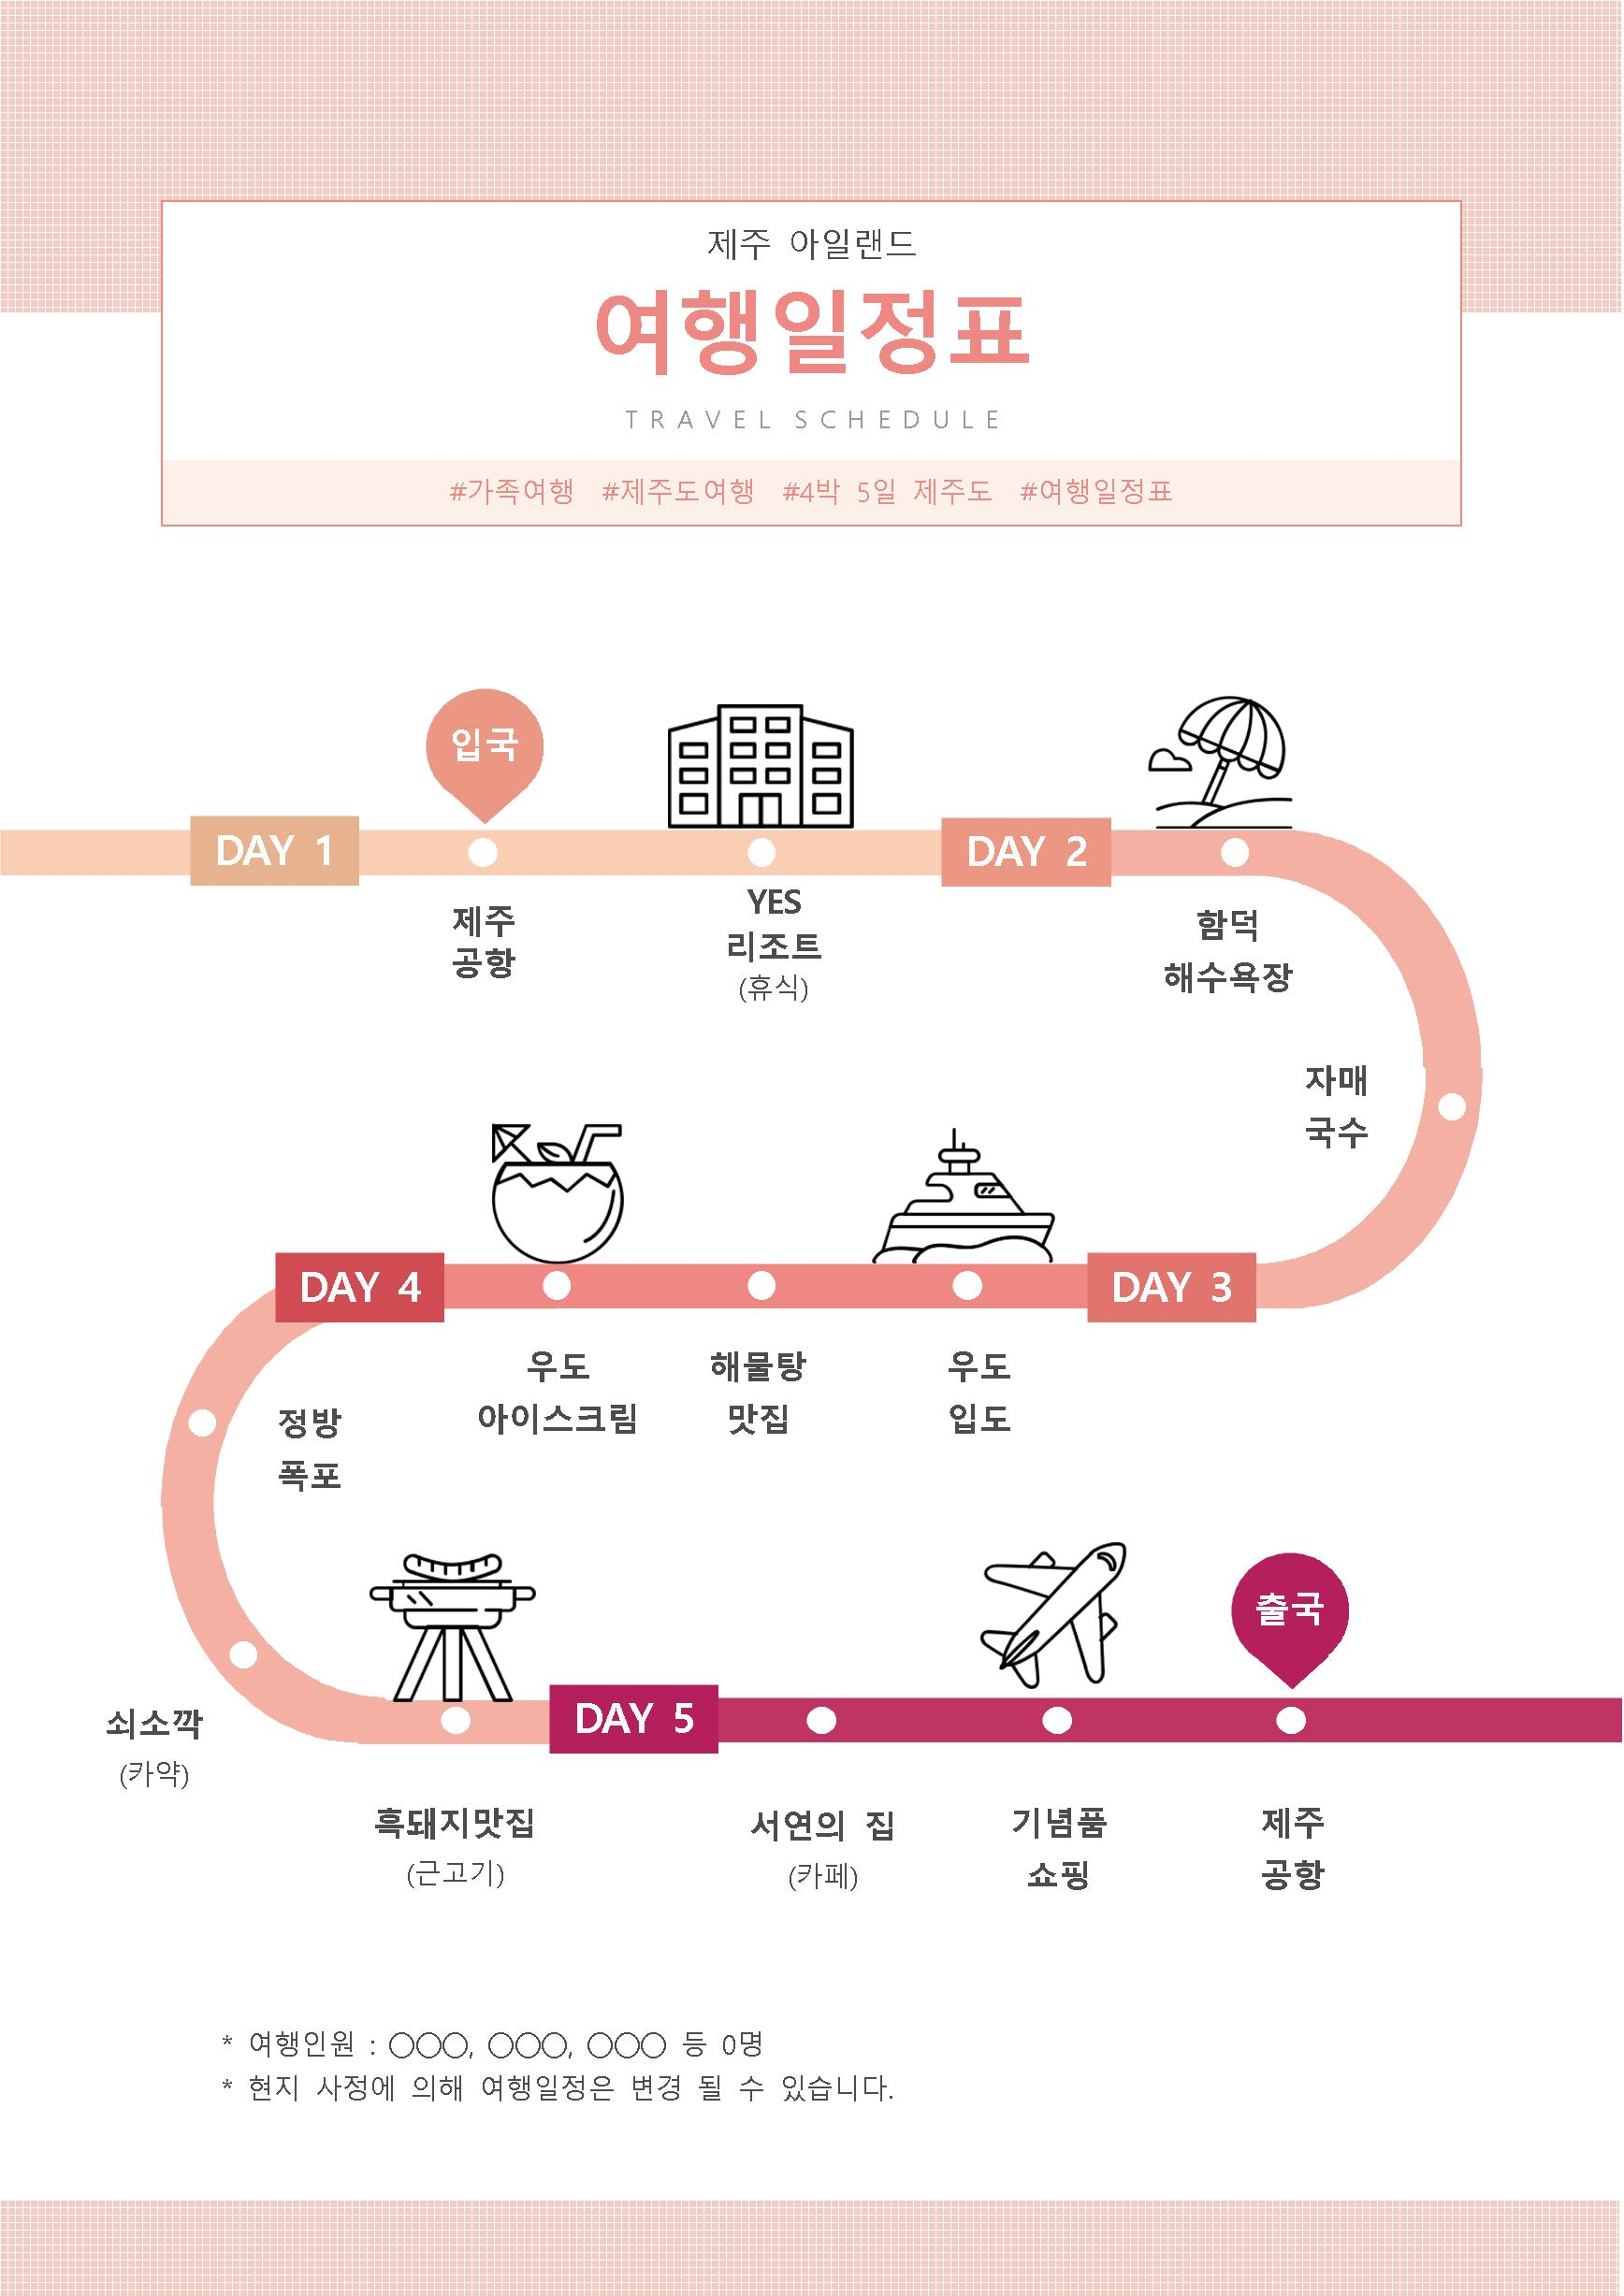 제주 아일랜드
여행일정표
TRAVEL SCHEDULE
#가족여행 #제주도여행 #4박 5일 제주도 #여행일정표
DAY 1
입국
제주
공항
YES
리조트
(휴식)
DAY 2
함덕
해수욕장
자매
국수
DAY 3
우도
입도
해물탕
맛집
우도
아이스크림
DAY 4
정방
폭포
쇠소깍
(카약)
흑돼지맛집
(근고기)
DAY 5
서연의 집
(카페)
기념품
쇼핑
출국
제주
공항
* 여행인원 : ○○○, ○○○, ○○○ 등 0명
* 현지 사정에 의해 여행일정은 변경 될 수 있습니다.